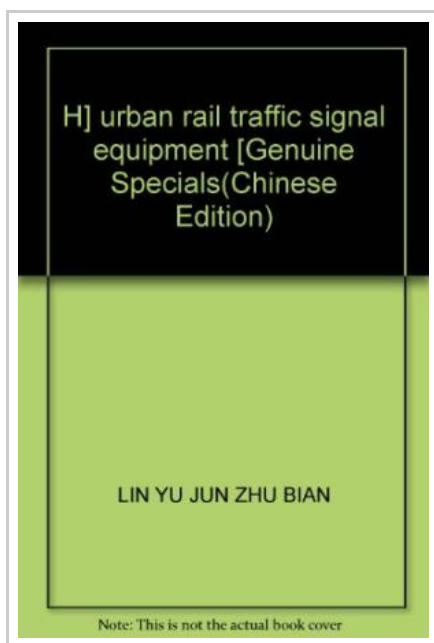 H] urban rail traffic signal
equipment [Genuine
Specials(Chinese
Edition)
LIN YU JUN ZHU BIAN
Note: This is not the actual book cover